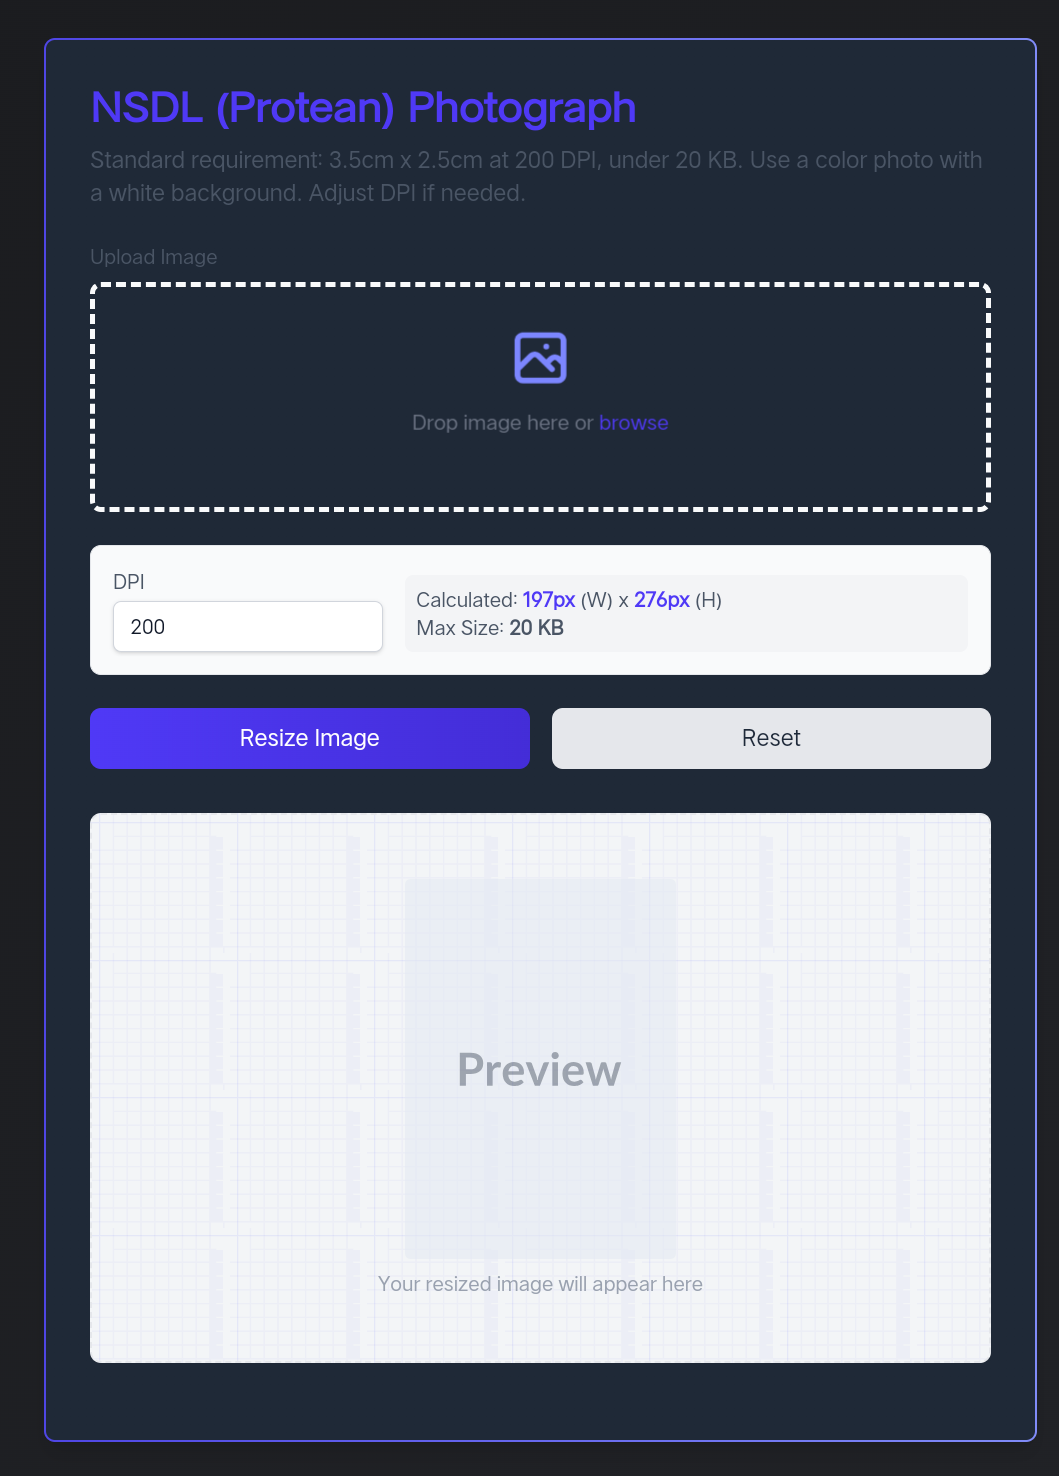 NSDL (Protean) Photograph
Standard requirement: 3.5cm x 2.5cm at 200 DPI, under 20 KB. Use a color photo with
a white background. Adjust DPI if needed.
Upload Image
Drop image here or browse
DPI
200
Calculated: 197px (W) x 276px (H)
Max Size: 20 KB
Resize Image
Reset
Preview
Your resized image will appear here